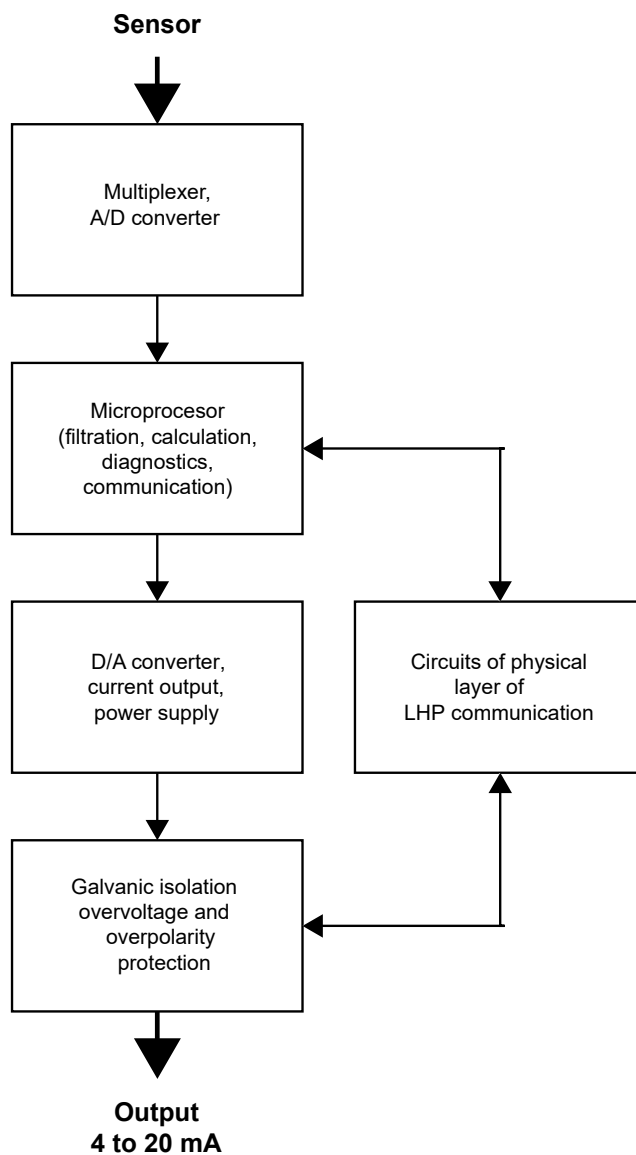 Sensor
Multiplexer,
A/D converter
Microprocesor
(filtration, calculation,
diagnostics,
communication)
D/A converter,
current output,
power supply
Circuits of physical
layer of
LHP communication
Galvanic isolation
overvoltage and
overpolarity
protection
Output
4 to 20 mA